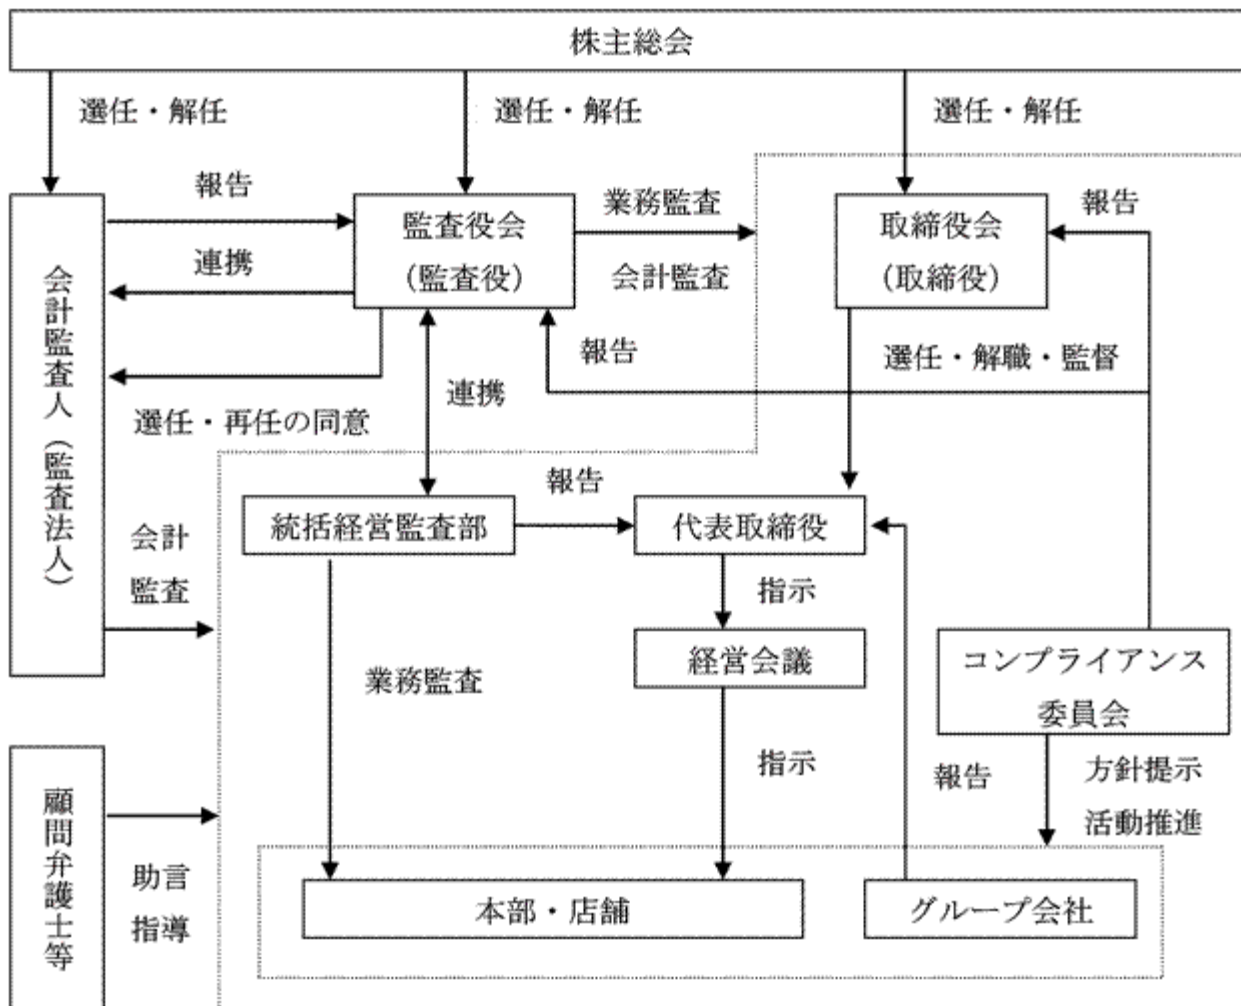 株主総会
選任・解任
選任・解任
選任・解任
報告
監査役会
(監査役)
業務監査
会計監査
取締役会
(取締役)
報告
連携
会計監査人(監査法人)
報告
選任・解職・監督
連携
選任・再任の同意
報告
統括経営監査部
代表取締役
会計
監査
指示
業務監査
経営会議
コンプライアンス
委員会
指示
報告
方針提示
活動推進
顧問弁護士等
助言
指導
本部・店舗
グループ会社